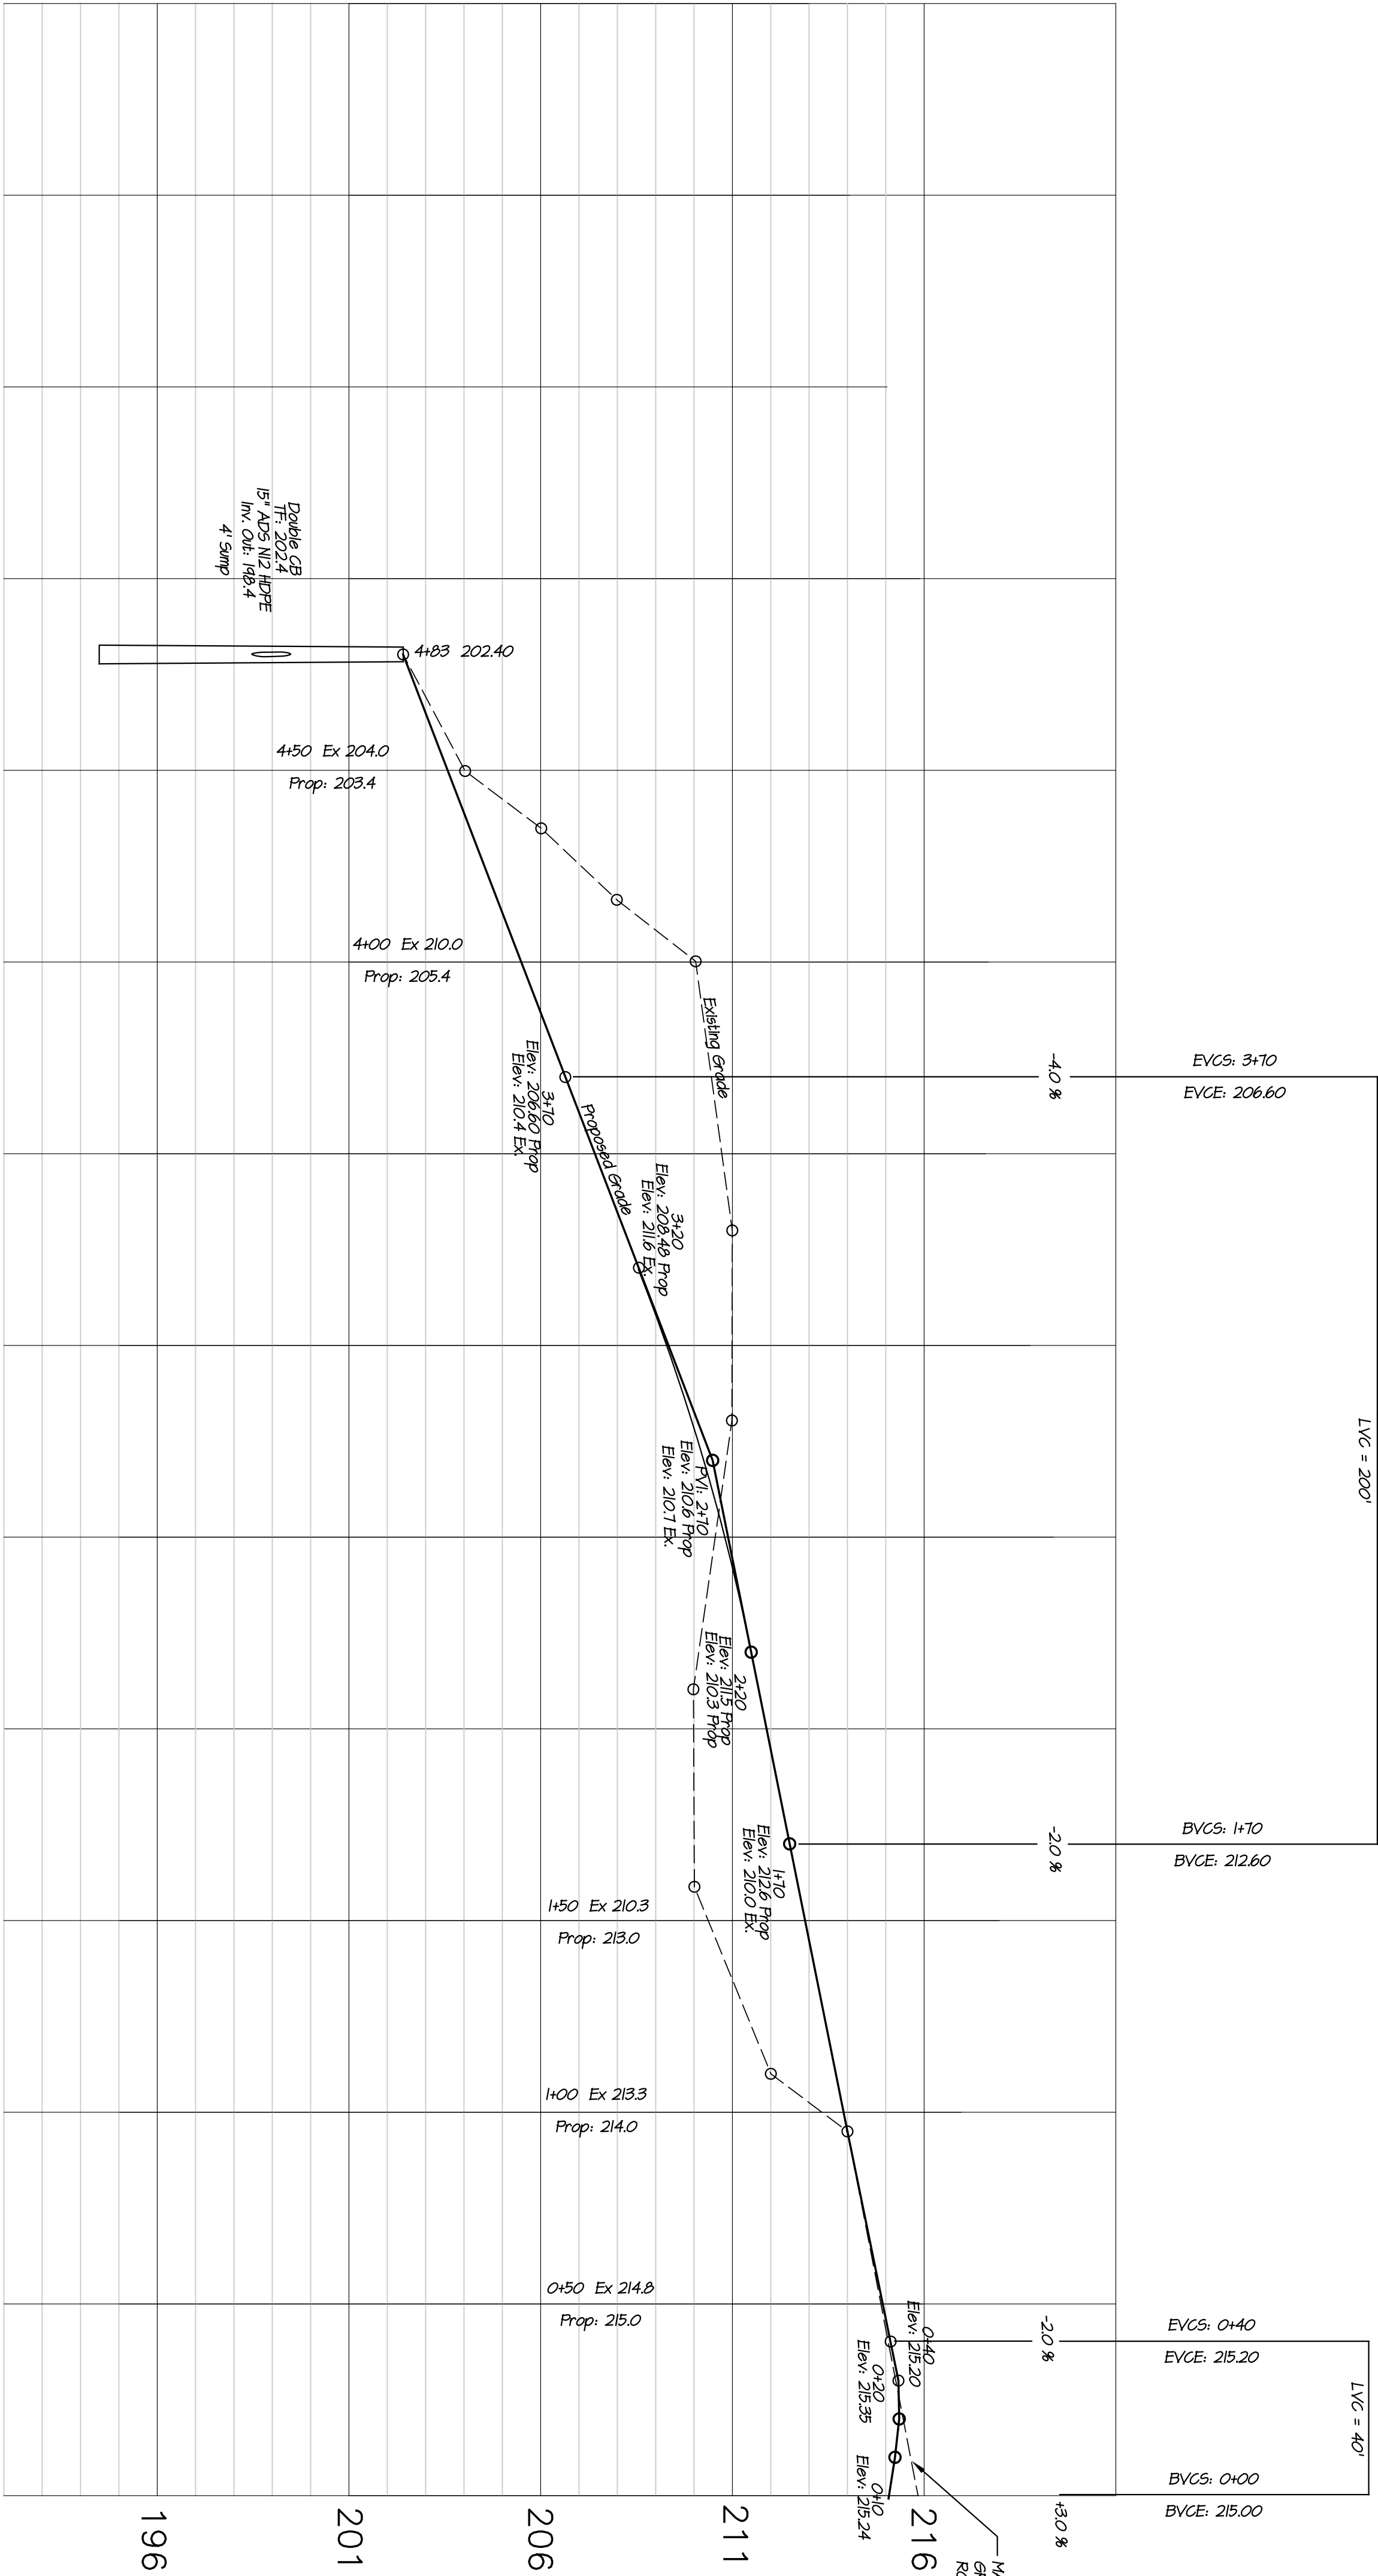 Double CB
TF: 202.4
15" ADS N12 HDPE
Inv. Out: 198.4
4' Sump
4+83 202.40
4+50 Ex 204.0
Prop: 203.4
4+00 Ex 210.0
Prop: 205.4
Existing Grade
-4.0 %
EVCS: 3+70
EVCE: 206.60
3+70
Elev: 206.60 Prop
Elev: 210.4 Ex.
Proposed Grade
3+20
Elev: 208.48 Prop
Elev: 211.6 Ex.
LVC = 200'
PVI: 2+70
Elev: 210.6 Prop
Elev: 210.7 Ex.
2+20
Elev: 211.5 Prop
Elev: 210.3 Prop
-2.0 %
BVCS: 1+70
BVCE: 212.60
1+70
Elev: 212.6 Prop
Elev: 210.0 Ex.
1+50 Ex 210.3
Prop: 213.0
1+00 Ex 213.3
Prop: 214.0
0+50 Ex 214.8
Prop: 215.0
-2.0 %
EVCS: 0+40
EVCE: 215.20
0+40
Elev: 215.20
0+20
Elev: 215.35
LVC = 40'
0+10
Elev: 215.24
BVCS: 0+00
BVCE: 215.00
+3.0 %
196
201
206
211
216